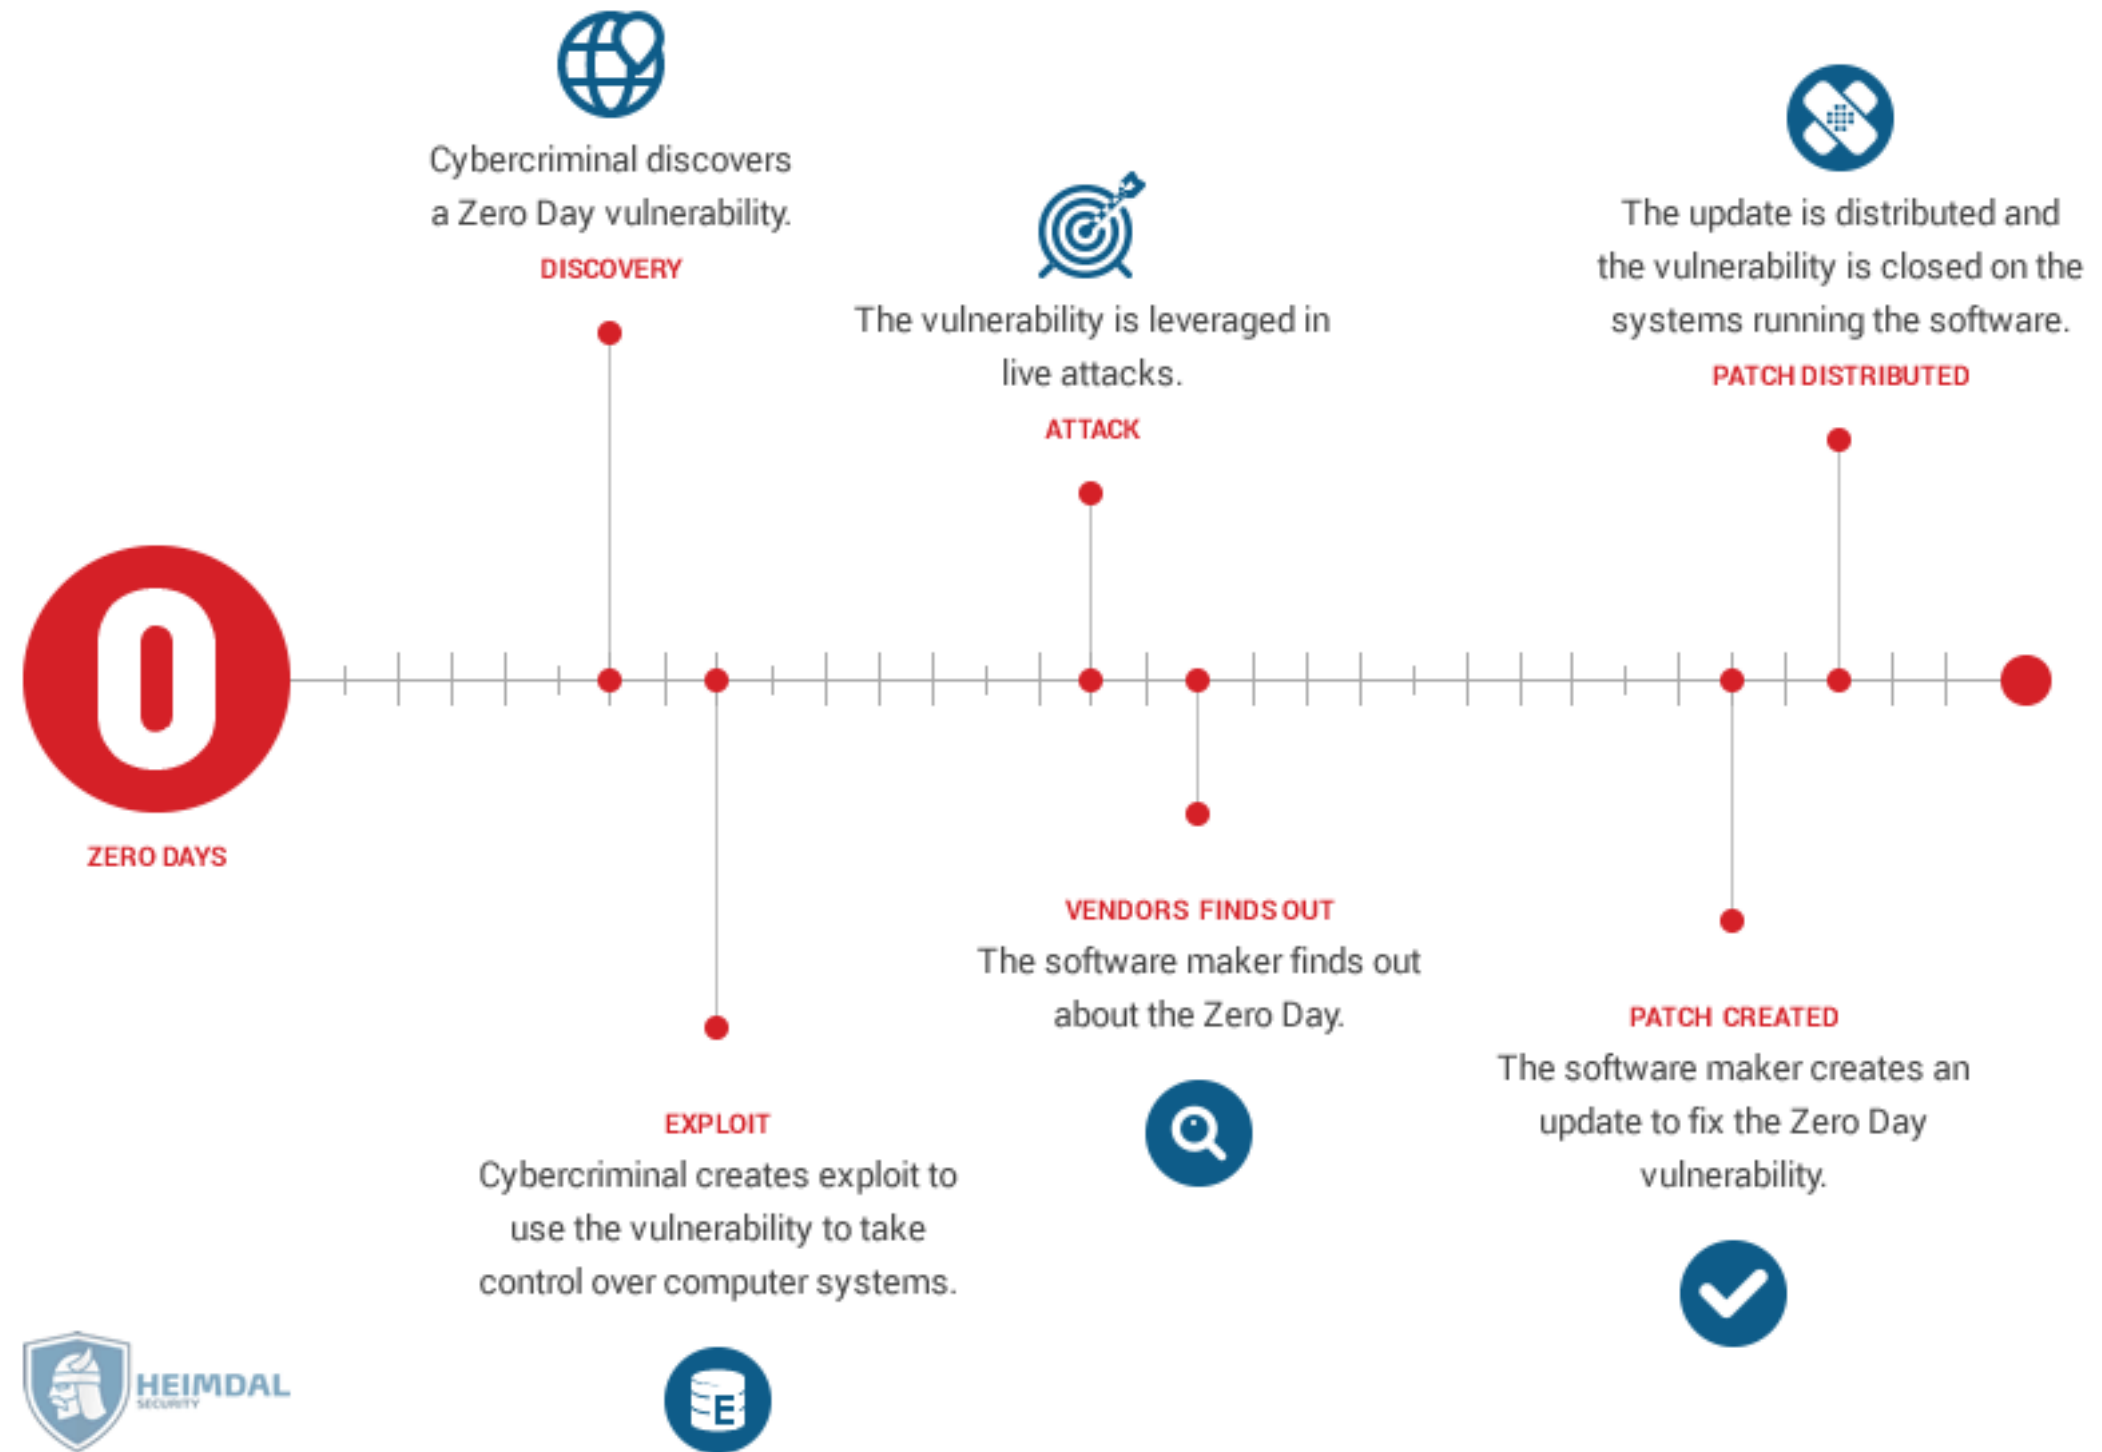 Cybercriminal discovers
a Zero Day vulnerability.
DISCOVERY
The vulnerability is leveraged in
live attacks.
ATTACK
The update is distributed and
the vulnerability is closed on the
systems running the software.
PATCH DISTRIBUTED
0
ZERO DAYS
EXPLOIT
Cybercriminal creates exploit to
use the vulnerability to take
control over computer systems.
E
VENDORS FINDS OUT
The software maker finds out
about the Zero Day.
PATCH CREATED
The software maker creates an
update to fix the Zero Day
vulnerability.
HEIMDAL
SECURITY